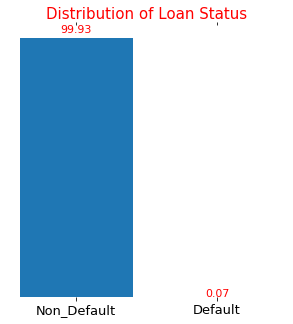 Distribution of Loan Status
99.93
0.07
Non_Default
Default